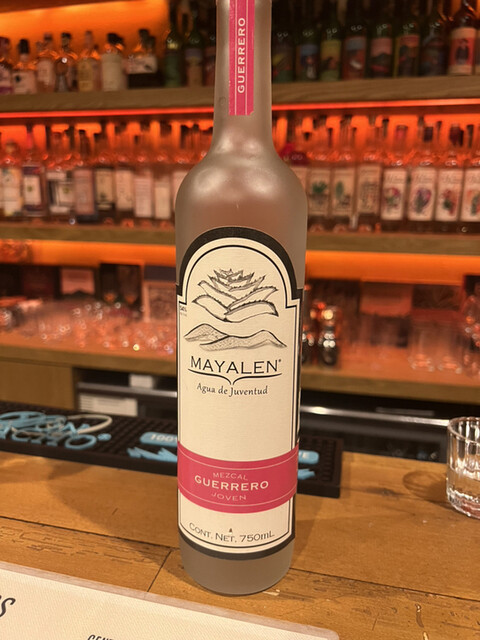 GUERRERO
MAYALEN®
Agua de Juventud
MEZCAL
GUERRERO
JOVEN
CONT. NET. 750mL